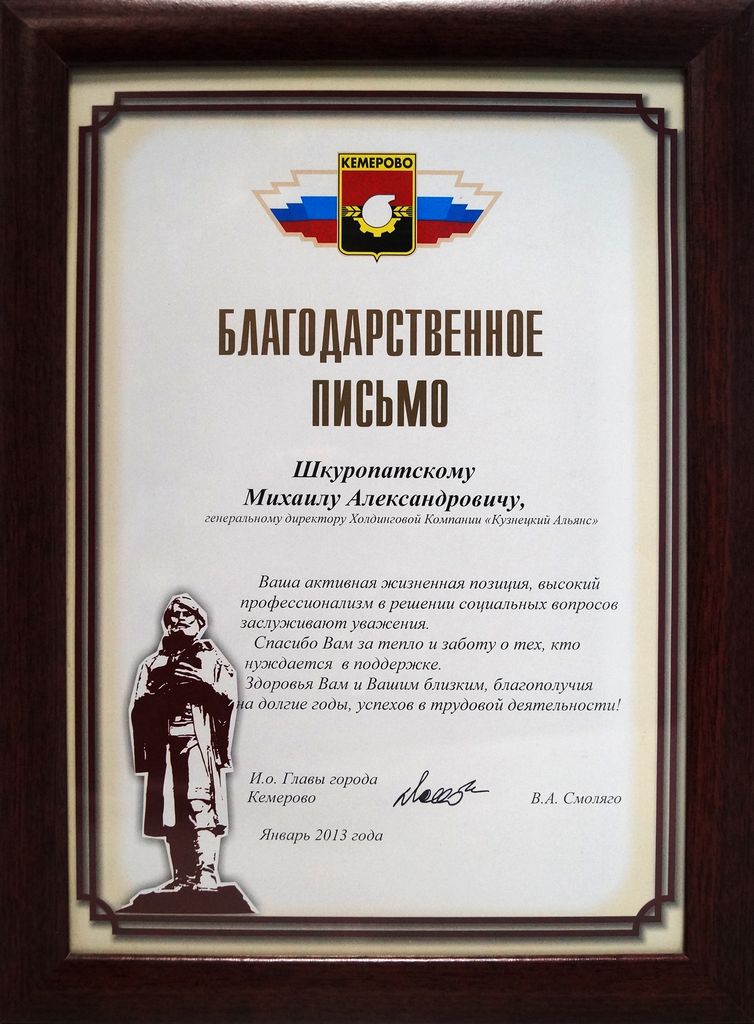 КЕМЕРОВО
БЛАГОДАРСТВЕННОЕ
ПИСЬМО
Шкуропатскому
Михаилу Александровичу,
генеральному директору Холдинговой Компании «Кузнецкий Альянс»
Ваша активная жизненная позиция, высокий
профессионализм в решении социальных вопросов
заслуживают уважения.
Спасибо Вам за тепло и заботу о тех, кто
нуждается в поддержке.
Здоровья Вам и Вашим близким, благополучия
на долгие годы, успехов в трудовой деятельности!
И.о. Главы города
Кемерово
В.А. Смоляго
Январь 2013 года